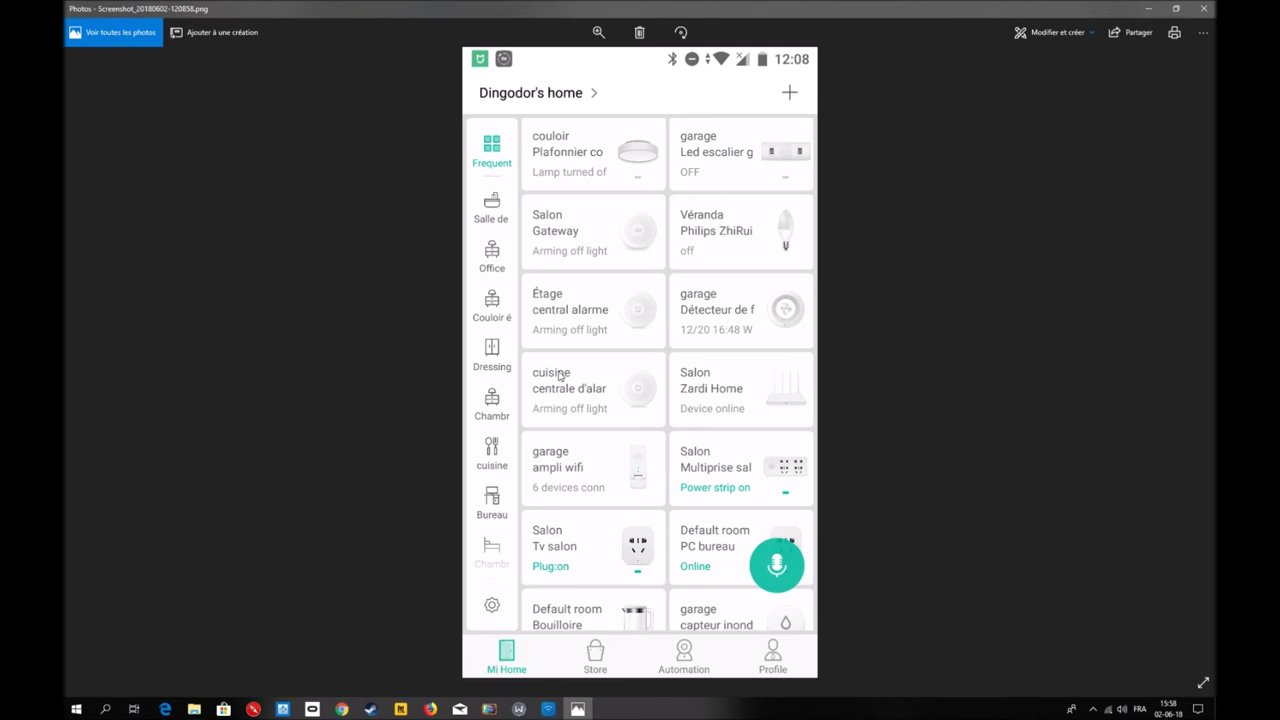 Photos - Screenshot_20180602-120858.png
Voir toutes les photos
Ajouter à une création
Modifier et créer
Partager
12:08
Dingodor's home
Frequent
Salle de
Office
Couloir é
Dressing
Chambr
cuisine
Bureau
Chambr
couloir
Plafonnier co
Lamp turned of
garage
Led escalier g
OFF
Salon
Gateway
Arming off light
Véranda
Philips ZhiRui
off
Étage
central alarme
Arming off light
garage
Détecteur de f
12/20 16:48 W
cuisine
centrale d'alar
Arming off light
Salon
Zardi Home
Device online
garage
ampli wifi
6 devices conn
Salon
Multiprise sal
Power strip on
Salon
Tv salon
Plug:on
Default room
PC bureau
Online
Default room
Bouilloire
garage
capteur inond
Mi Home
Store
Automation
Profile
FRA
15:58
02-06-18